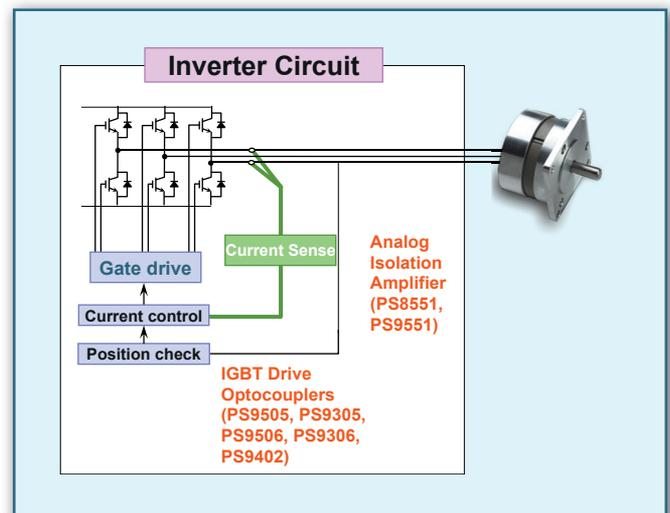 Inverter Circuit
Current Sense
Analog
Isolation
Amplifier
(PS8551,
PS9551)
Gate drive
Current control
Position check
IGBT Drive
Optocouplers
(PS9505, PS9305,
PS9506, PS9306,
PS9402)